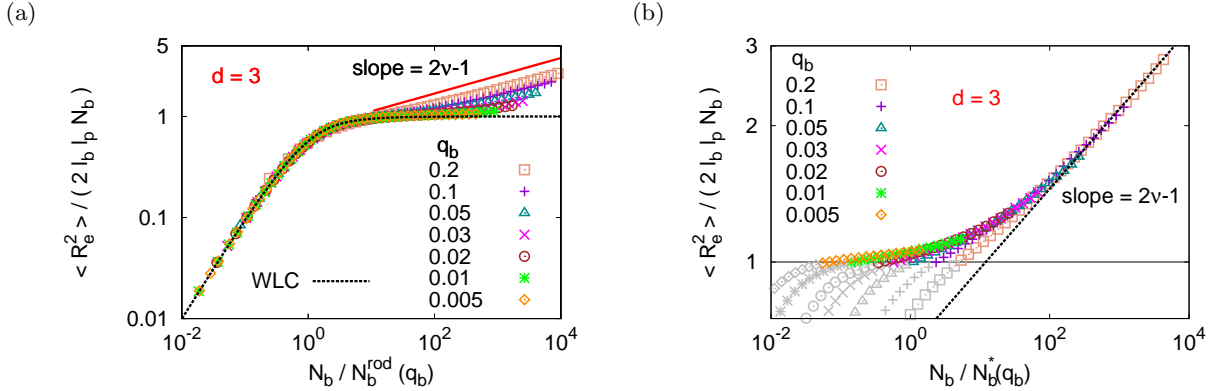 (a)
< R_e^2 > / ( 2 l_b l_p N_b )
5
1
0.1
0.01
d = 3
slope = 2ν-1
q_b
0.2
0.1
0.05
0.03
0.02
0.01
0.005
WLC
10^-2
10^0
10^2
10^4
N_b / N_b^rod (q_b)
(b)
< R_e^2 > / ( 2 l_b l_p N_b )
3
2
1
q_b
0.2
0.1
0.05
0.03
0.02
0.01
0.005
d = 3
slope = 2ν-1
10^-2
10^0
10^2
10^4
N_b / N_b^*(q_b)